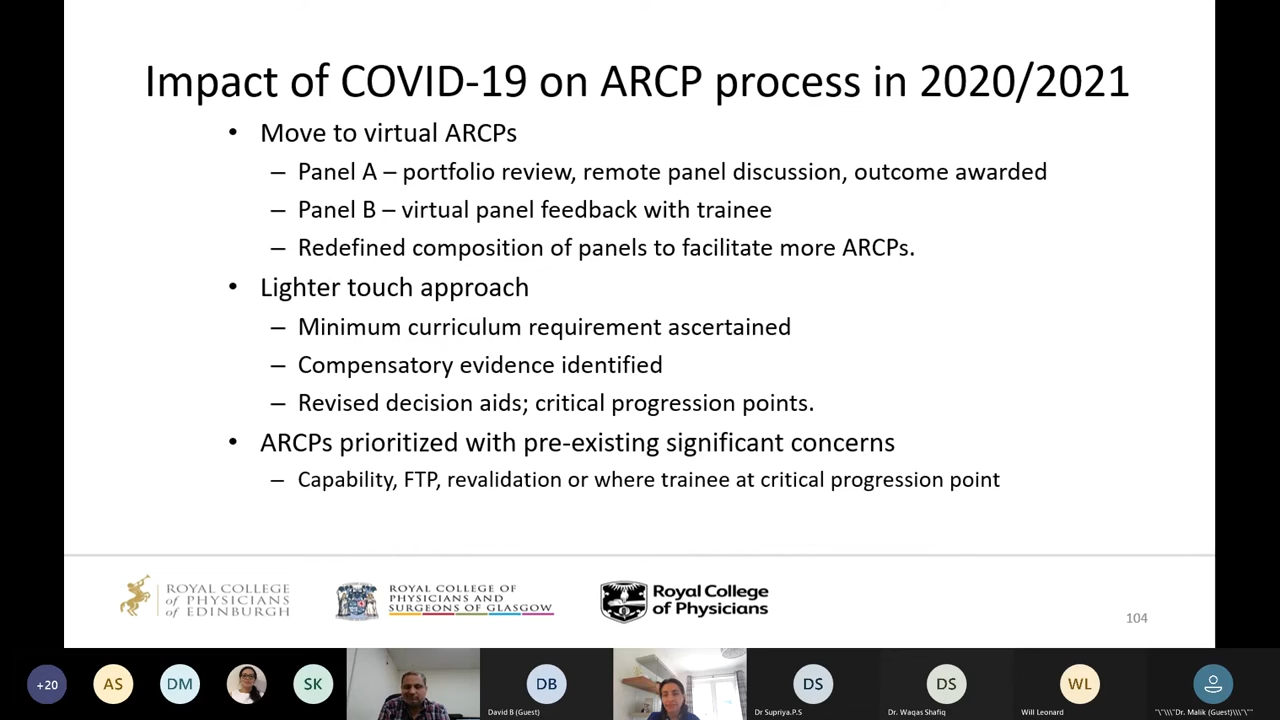 Impact of COVID-19 on ARCP process in 2020/2021
• Move to virtual ARCPs
– Panel A – portfolio review, remote panel discussion, outcome awarded
– Panel B – virtual panel feedback with trainee
– Redefined composition of panels to facilitate more ARCPs.
• Lighter touch approach
– Minimum curriculum requirement ascertained
– Compensatory evidence identified
– Revised decision aids; critical progression points.
• ARCPs prioritized with pre-existing significant concerns
– Capability, FTP, revalidation or where trainee at critical progression point
ROYAL COLLEGE
of PHYSICIANS
of EDINBURGH
ROYAL COLLEGE OF
PHYSICIANS AND
SURGEONS OF GLASGOW
Royal College
of Physicians
104
+20
AS
DM
SK
DB
David B (Guest)
DS
Dr Supriya.P.S
DS
Dr. Waqas Shafiq
WL
Will Leonard
"\"\\\"Dr. Malik (Guest)\\\"\""